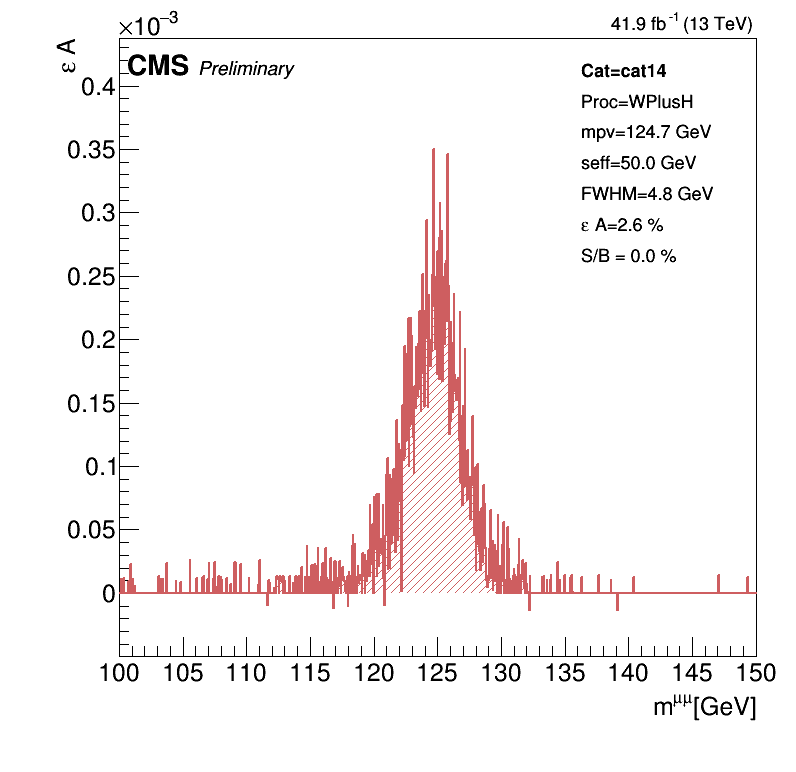 ×10⁻³
41.9 fb⁻¹ (13 TeV)
ε A
CMS Preliminary
Cat=cat14
Proc=WPlusH
mpv=124.7 GeV
seff=50.0 GeV
FWHM=4.8 GeV
ε A=2.6 %
S/B = 0.0 %
0.4
0.35
0.3
0.25
0.2
0.15
0.1
0.05
0
100 105 110 115 120 125 130 135 140 145 150
m^μμ[GeV]